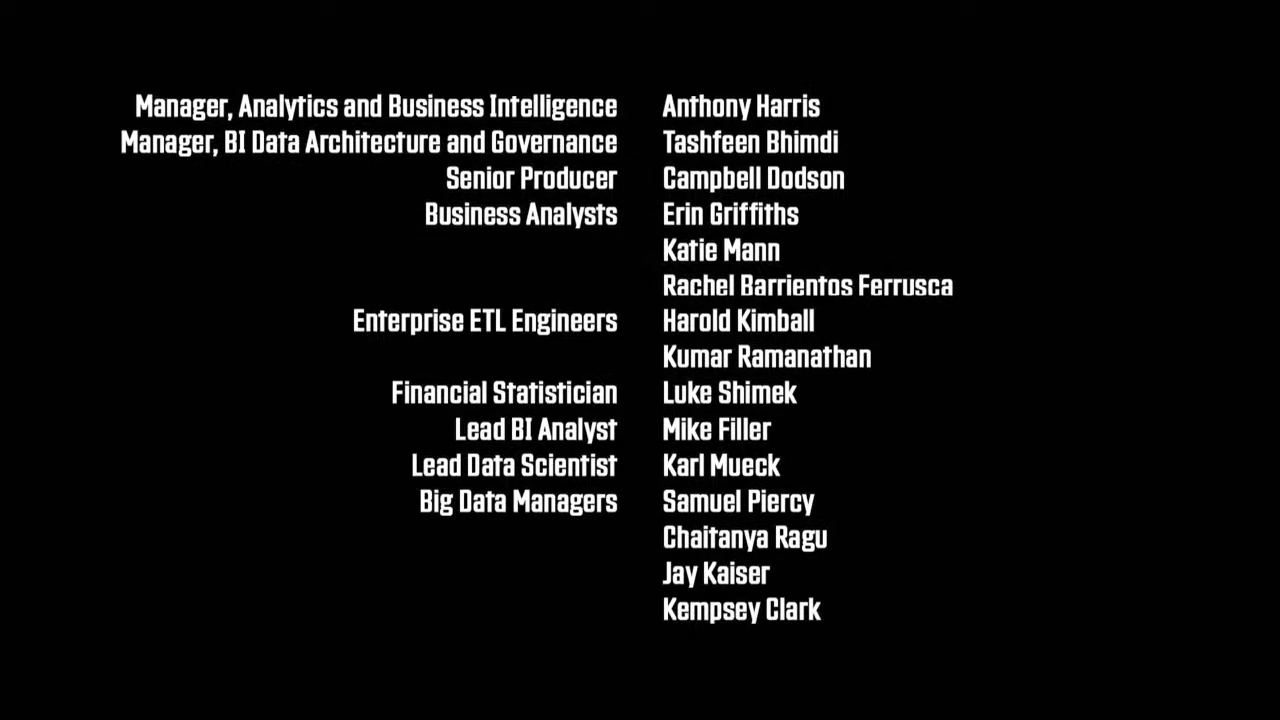 Manager, Analytics and Business Intelligence Anthony Harris
Manager, BI Data Architecture and Governance Tashfeen Bhimdi
Senior Producer Campbell Dodson
Business Analysts Erin Griffiths
Katie Mann
Rachel Barrientos Ferrusca
Enterprise ETL Engineers Harold Kimball
Kumar Ramanathan
Financial Statistician Luke Shimek
Lead BI Analyst Mike Filler
Lead Data Scientist Karl Mueck
Big Data Managers Samuel Piercy
Chaitanya Ragu
Jay Kaiser
Kempsey Clark